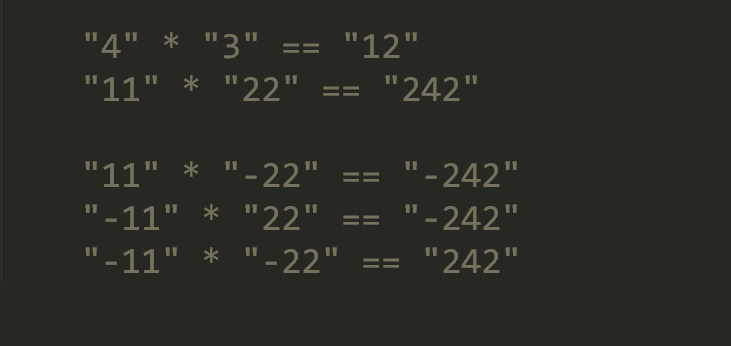 "4" * "3" == "12"
"11" * "22" == "242"
"11" * "-22" == "-242"
"-11" * "22" == "-242"
"-11" * "-22" == "242"